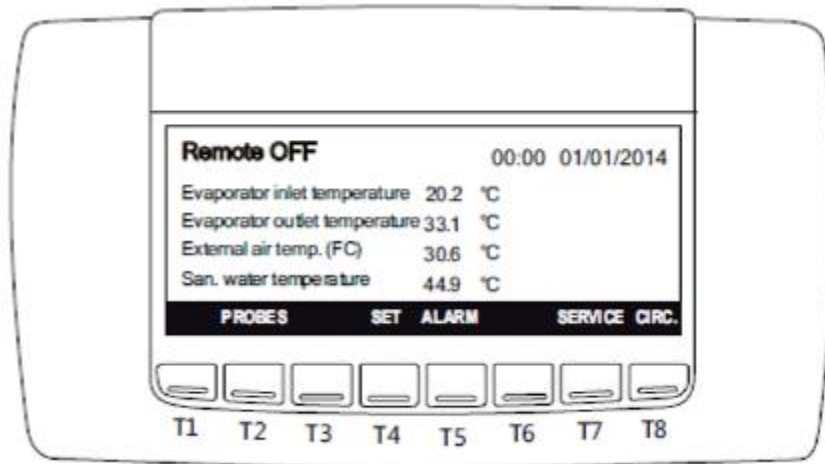 Remote OFF 00:00 01/01/2014
Evaporator inlet temperature 20.2 °C
Evaporator outlet temperature 33.1 °C
External air temp. (FC) 30.6 °C
San. water temperature 44.9 °C
PROBES SET ALARM SERVICE CIRC.
T1 T2 T3 T4 T5 T6 T7 T8